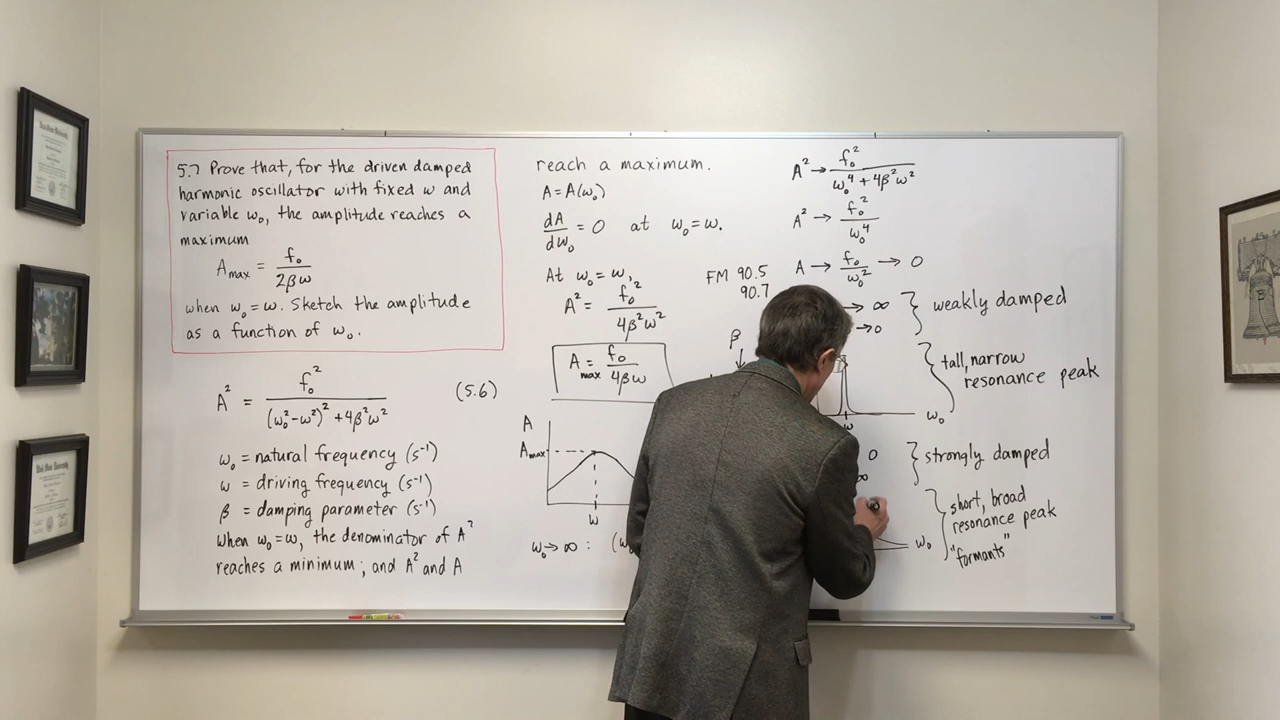 5.7 Prove that, for the driven damped
harmonic oscillator with fixed ω and
variable ω₀, the amplitude reaches a
maximum
A_max = f₀ / 2βω
when ω₀ = ω. Sketch the amplitude
as a function of ω₀.
A² = f₀² / ((ω₀²-ω²)² + 4β²ω²) (5.6)
ω₀ = natural frequency (s⁻¹)
ω = driving frequency (s⁻¹)
β = damping parameter (s⁻¹)
When ω₀=ω, the denominator of A²
reaches a minimum; and A² and A
reach a maximum.
A = A(ω₀)
dA/dω₀ = 0 at ω₀ = ω.
At ω₀ = ω,
A² = f₀² / 4β²ω²
A_max = f₀ / 4βω
A
A_max
ω
ω₀→∞ : (ω₀
FM 90.5
90.7
β
A² → f₀² / (ω₀⁴ + 4β²ω²)
A² → f₀² / ω₀⁴
A → f₀ / ω₀² → 0
→ ∞
→ 0
weakly damped
tall, narrow
resonance peak
ω₀
ω
0
∞
strongly damped
short, broad
resonance peak
"formants"
ω₀